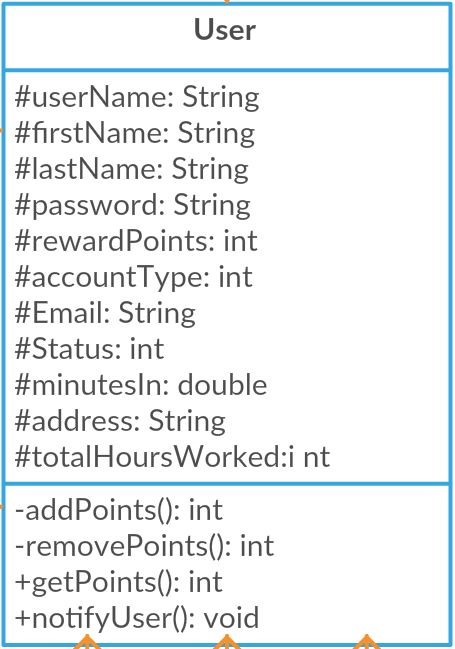 User
#userName: String
#firstName: String
#lastName: String
#password: String
#rewardPoints: int
#accountType: int
#Email: String
#Status: int
#minutesIn: double
#address: String
#totalHoursWorked:i nt
-addPoints(): int
-removePoints(): int
+getPoints(): int
+notifyUser(): void